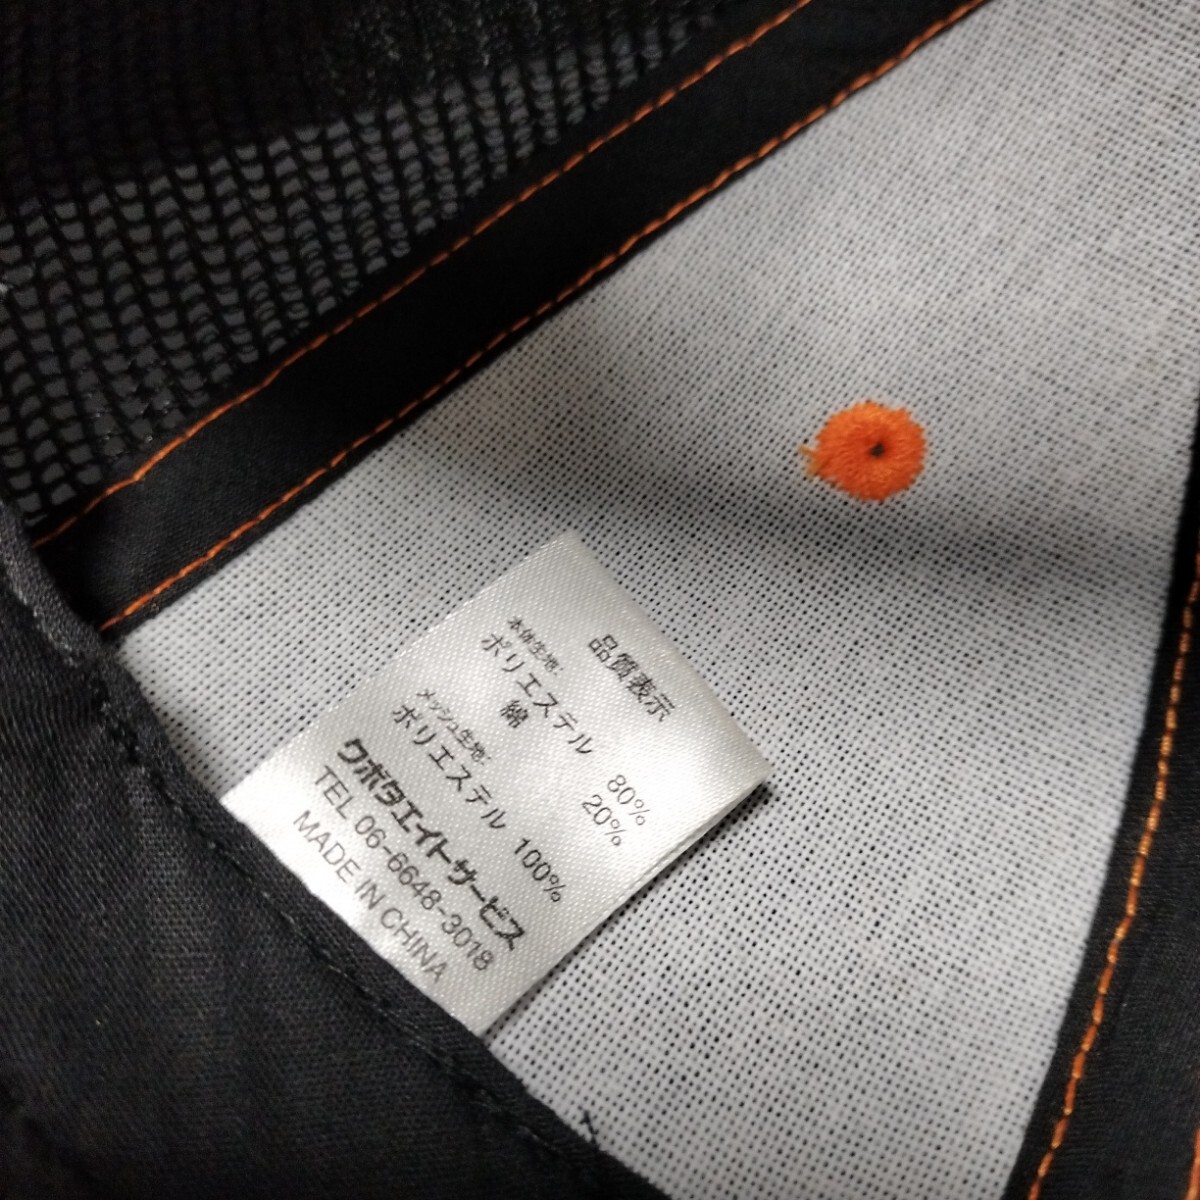 品質表示
本体生地:
ポリエステル 80%
綿 20%
メッシュ生地:
ポリエステル 100%
クボタエイトサービス
TEL 06-6648-3018
MADE IN CHINA